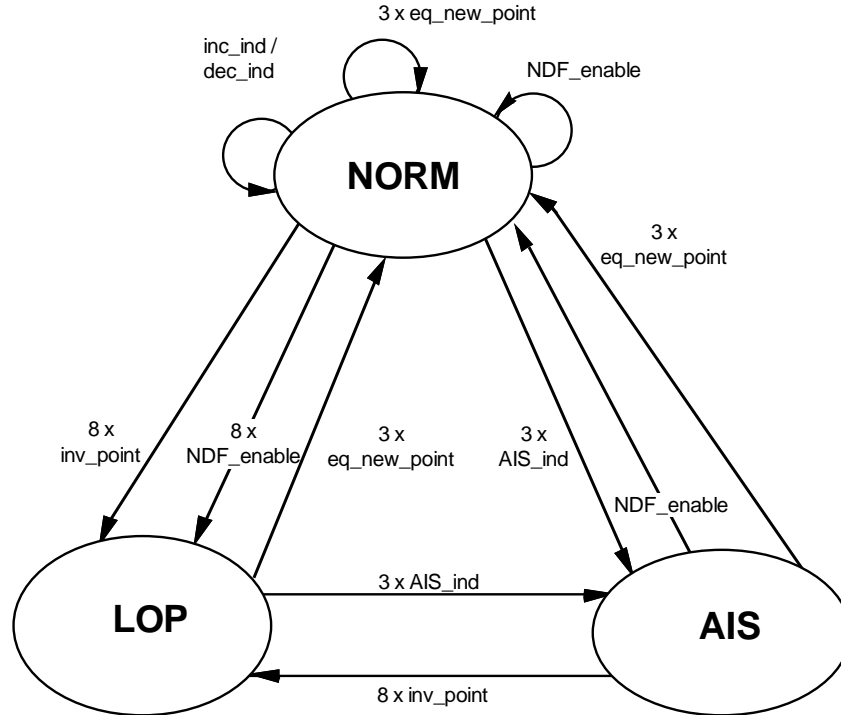 3 x eq_new_point
inc_ind /
dec_ind
NDF_enable
NORM
3 x
eq_new_point
8 x
inv_point
8 x
NDF_enable
3 x
eq_new_point
3 x
AIS_ind
NDF_enable
3 x AIS_ind
LOP
AIS
8 x inv_point